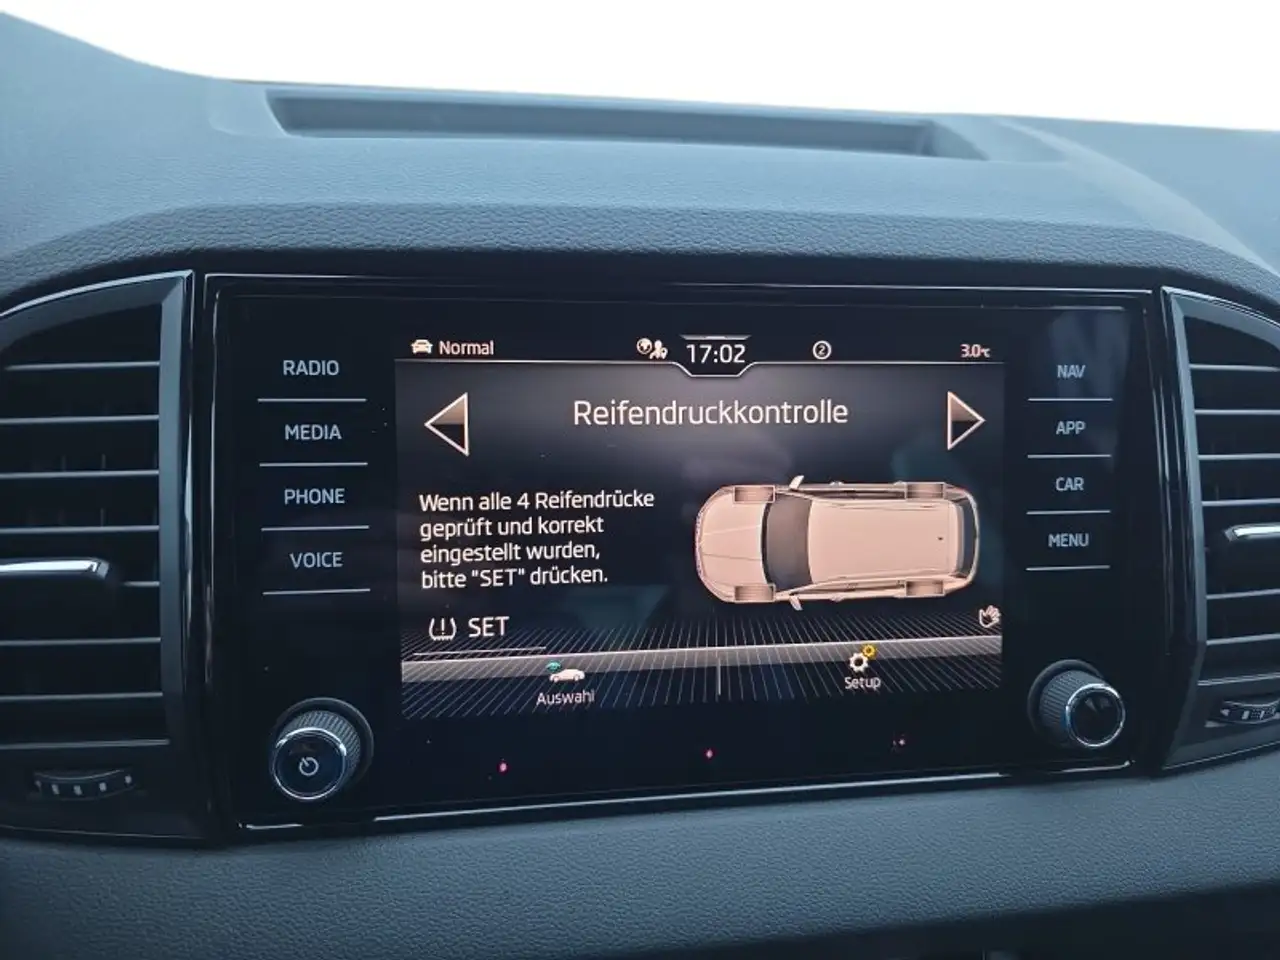 Normal
17:02
2
3.0°C
RADIO
MEDIA
PHONE
VOICE
Reifendruckkontrolle
Wenn alle 4 Reifendrücke
geprüft und korrekt
eingestellt wurden,
bitte "SET" drücken.
SET
Auswahl
Setup
NAV
APP
CAR
MENU